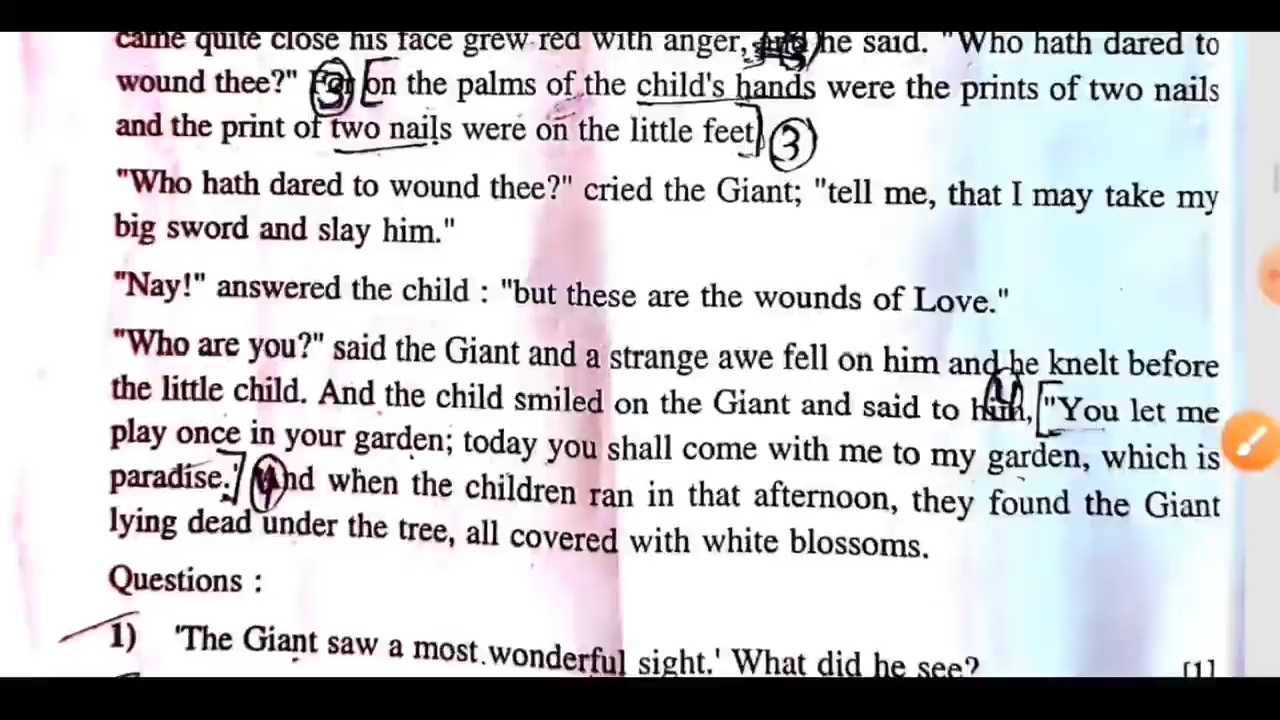 came quite close his face grew red with anger, he said. "Who hath dared to
wound thee?" 3 For [on the palms of the child's hands were the prints of two nails
and the print of two nails were on the little feet] 3
"Who hath dared to wound thee?" cried the Giant; "tell me, that I may take my
big sword and slay him."
"Nay!" answered the child : "but these are the wounds of Love."
"Who are you?" said the Giant and a strange awe fell on him and he knelt before
the little child. And the child smiled on the Giant and said to him, 4 ["You let me
play once in your garden; today you shall come with me to my garden, which is
paradise."] 4 And when the children ran in that afternoon, they found the Giant
lying dead under the tree, all covered with white blossoms.
Questions :
1) 'The Giant saw a most wonderful sight.' What did he see? [1]